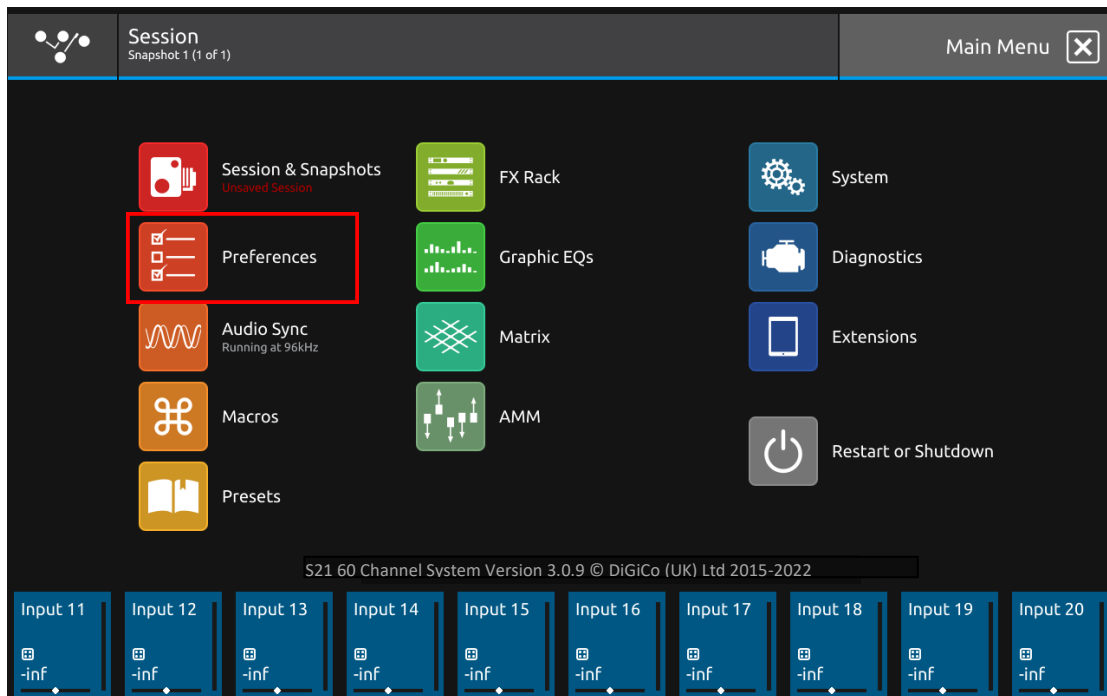 Session
Snapshot 1 (1 of 1)
Main Menu
Session & Snapshots
Unsaved Session
Preferences
Audio Sync
Running at 96kHz
Macros
Presets
FX Rack
Graphic EQs
Matrix
AMM
System
Diagnostics
Extensions
Restart or Shutdown
S21 60 Channel System Version 3.0.9 © DiGiCo (UK) Ltd 2015-2022
Input 11
-inf
Input 12
-inf
Input 13
-inf
Input 14
-inf
Input 15
-inf
Input 16
-inf
Input 17
-inf
Input 18
-inf
Input 19
-inf
Input 20
-inf